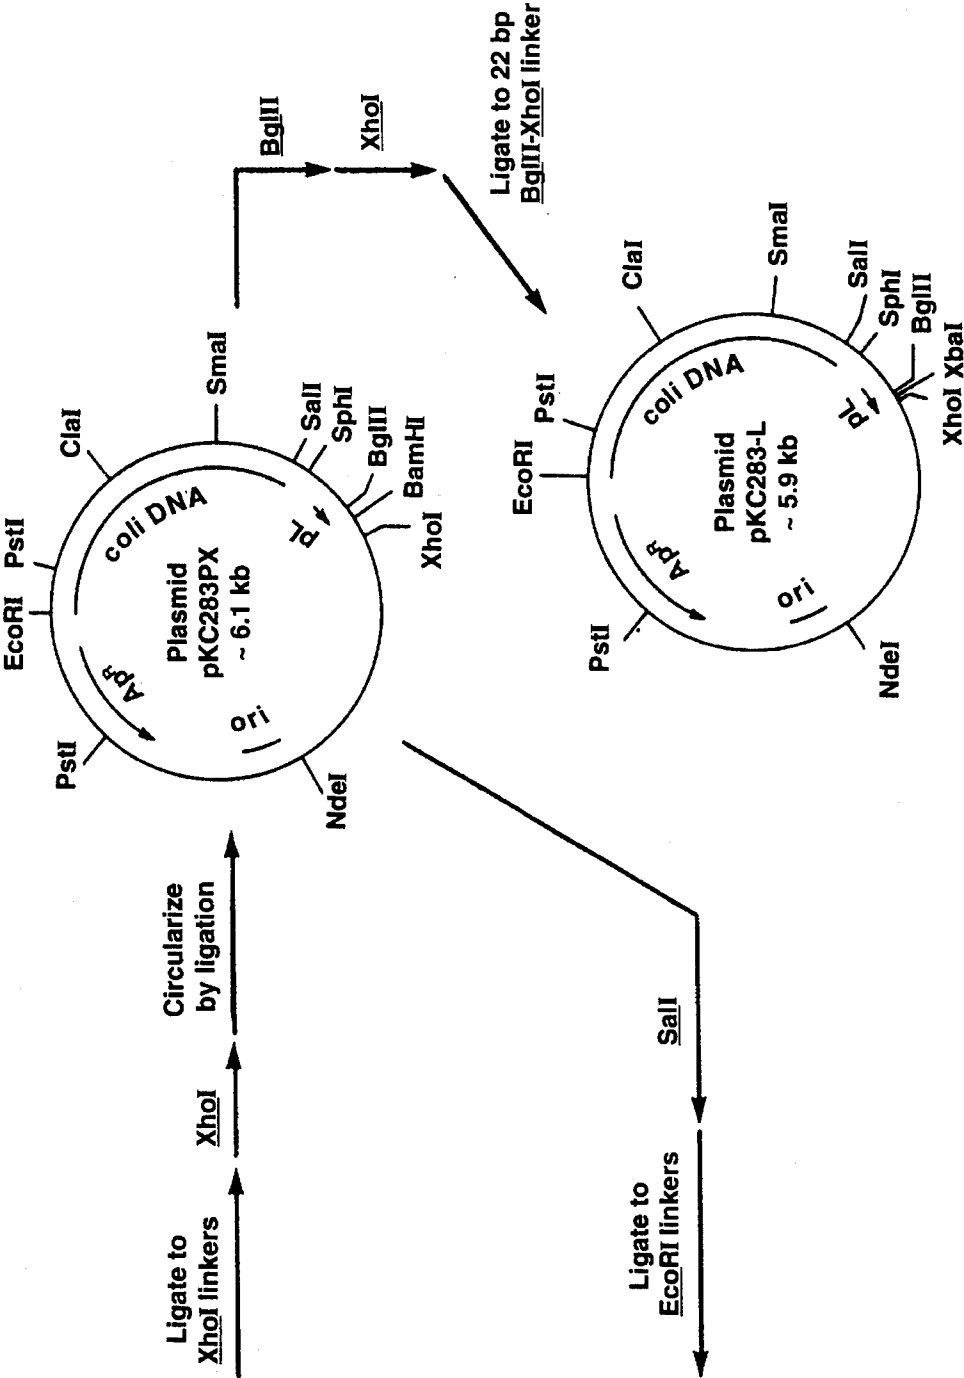 Ligate to
XhoI linkers
XhoI
Circularize
by ligation
EcoRI
PstI
ClaI
SmaI
SalI
SphI
BglII
BamHI
XhoI
NdeI
PstI
coli DNA
ApR
pL
ori
Plasmid
pKC283PX
~ 6.1 kb
BglII
XhoI
Ligate to 22 bp
BglII-XhoI linker
EcoRI
PstI
ClaI
SmaI
SalI
SphI
BglII
XbaI
XhoI
NdeI
PstI
coli DNA
ApR
pL
ori
Plasmid
pKC283-L
~ 5.9 kb
SalI
Ligate to
EcoRI linkers